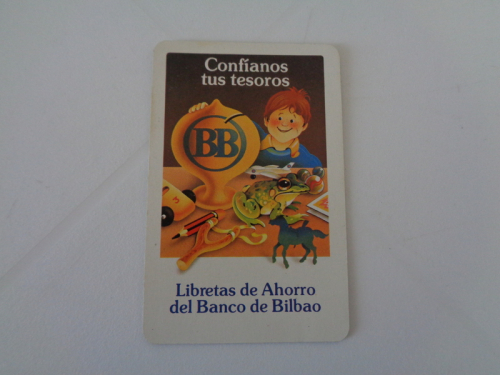 Confíanos
tus tesoros
BB
Libretas de Ahorro
del Banco de Bilbao